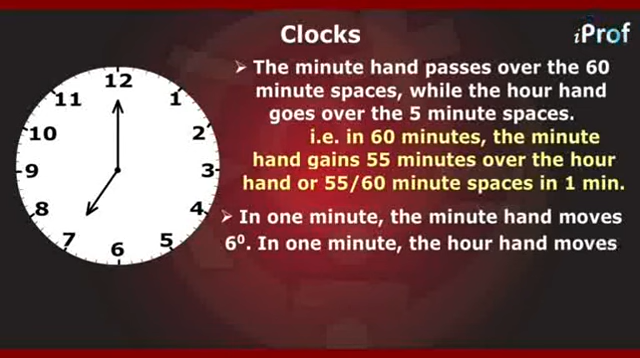 Clocks
iProf
➢ The minute hand passes over the 60
minute spaces, while the hour hand
goes over the 5 minute spaces.
i.e. in 60 minutes, the minute
hand gains 55 minutes over the hour
hand or 55/60 minute spaces in 1 min.
➢ In one minute, the minute hand moves
6⁰. In one minute, the hour hand moves
12
1
2
3
4
5
6
7
8
9
10
11